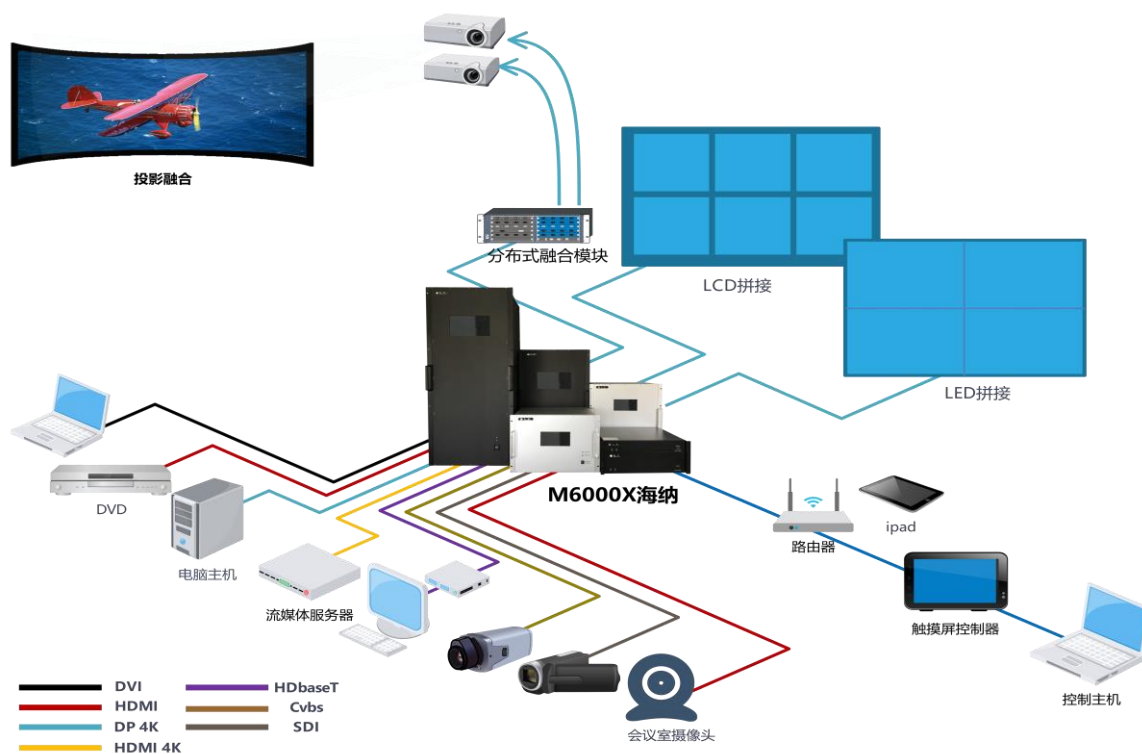 投影融合
分布式融合模块
LCD拼接
LED拼接
M6000X海纳
DVD
电脑主机
流媒体服务器
会议室摄像头
路由器
ipad
触摸屏控制器
控制主机
DVI
HDMI
DP 4K
HDMI 4K
HDbaseT
Cvbs
SDI